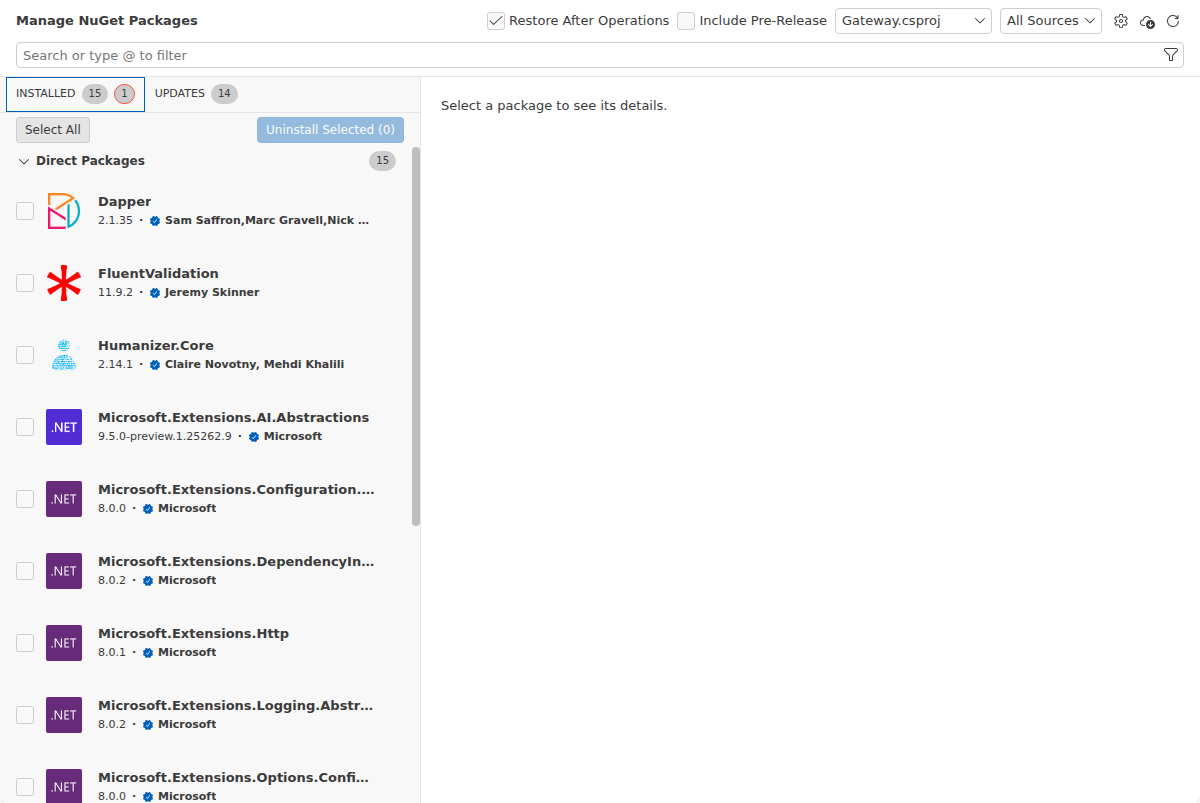 Manage NuGet Packages
Restore After Operations
Include Pre-Release
Gateway.csproj
All Sources
Search or type @ to filter
INSTALLED 15 1 UPDATES 14
Select All
Uninstall Selected (0)
Select a package to see its details.
Direct Packages 15
Dapper
2.1.35 · Sam Saffron,Marc Gravell,Nick ...
FluentValidation
11.9.2 · Jeremy Skinner
Humanizer.Core
2.14.1 · Claire Novotny, Mehdi Khalili
.NET
Microsoft.Extensions.AI.Abstractions
9.5.0-preview.1.25262.9 · Microsoft
.NET
Microsoft.Extensions.Configuration....
8.0.0 · Microsoft
.NET
Microsoft.Extensions.DependencyIn...
8.0.2 · Microsoft
.NET
Microsoft.Extensions.Http
8.0.1 · Microsoft
.NET
Microsoft.Extensions.Logging.Abstr...
8.0.2 · Microsoft
.NET
Microsoft.Extensions.Options.Confi...
8.0.0 · Microsoft